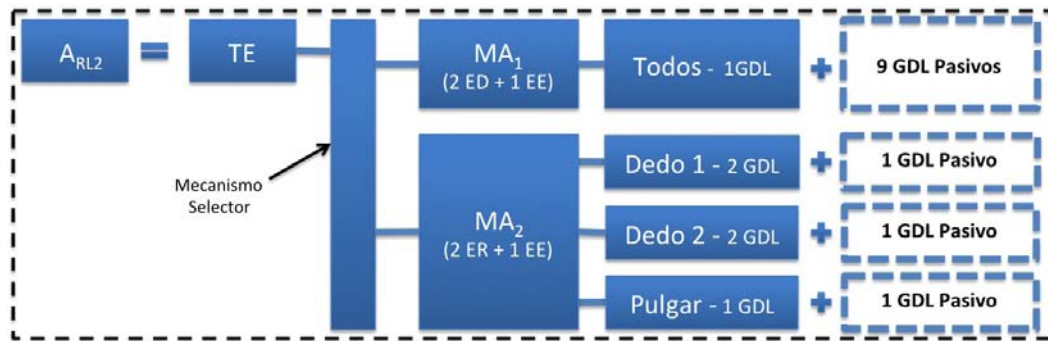 A_RL2 = TE
Mecanismo
Selector
MA₁
(2 ED + 1 EE)
Todos - 1GDL + 9 GDL Pasivos
MA₂
(2 ER + 1 EE)
Dedo 1 - 2 GDL + 1 GDL Pasivo
Dedo 2 - 2 GDL + 1 GDL Pasivo
Pulgar - 1 GDL + 1 GDL Pasivo